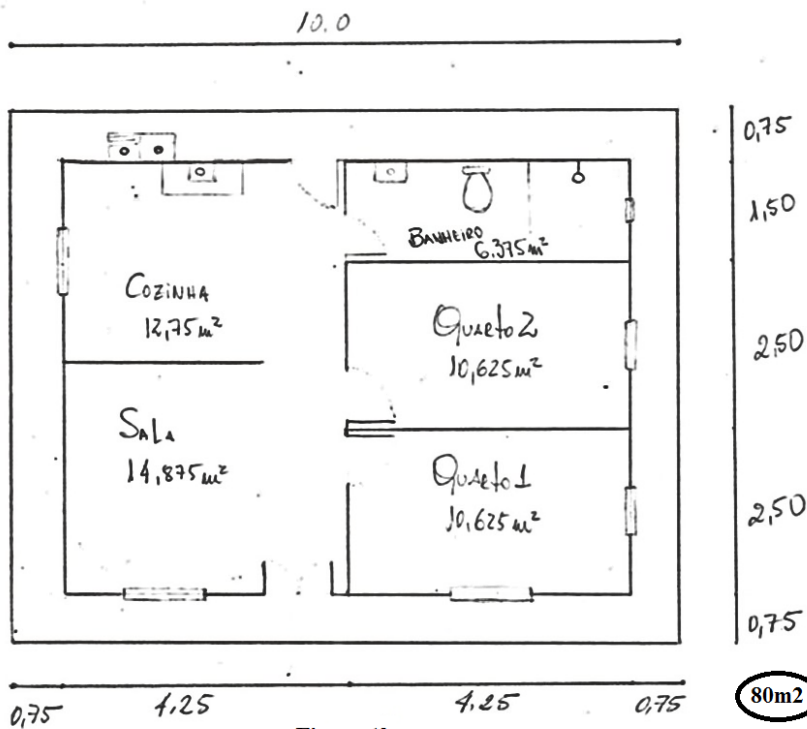 10.0
0,75
1,50
BANHEIRO
6.375m²
COZINHA
12,75m²
QUARTO 2
10,625m²
2,50
SALA
14,875m²
QUARTO 1
10,625m²
2,50
0,75
0,75
4.25
4.25
0,75
80m2